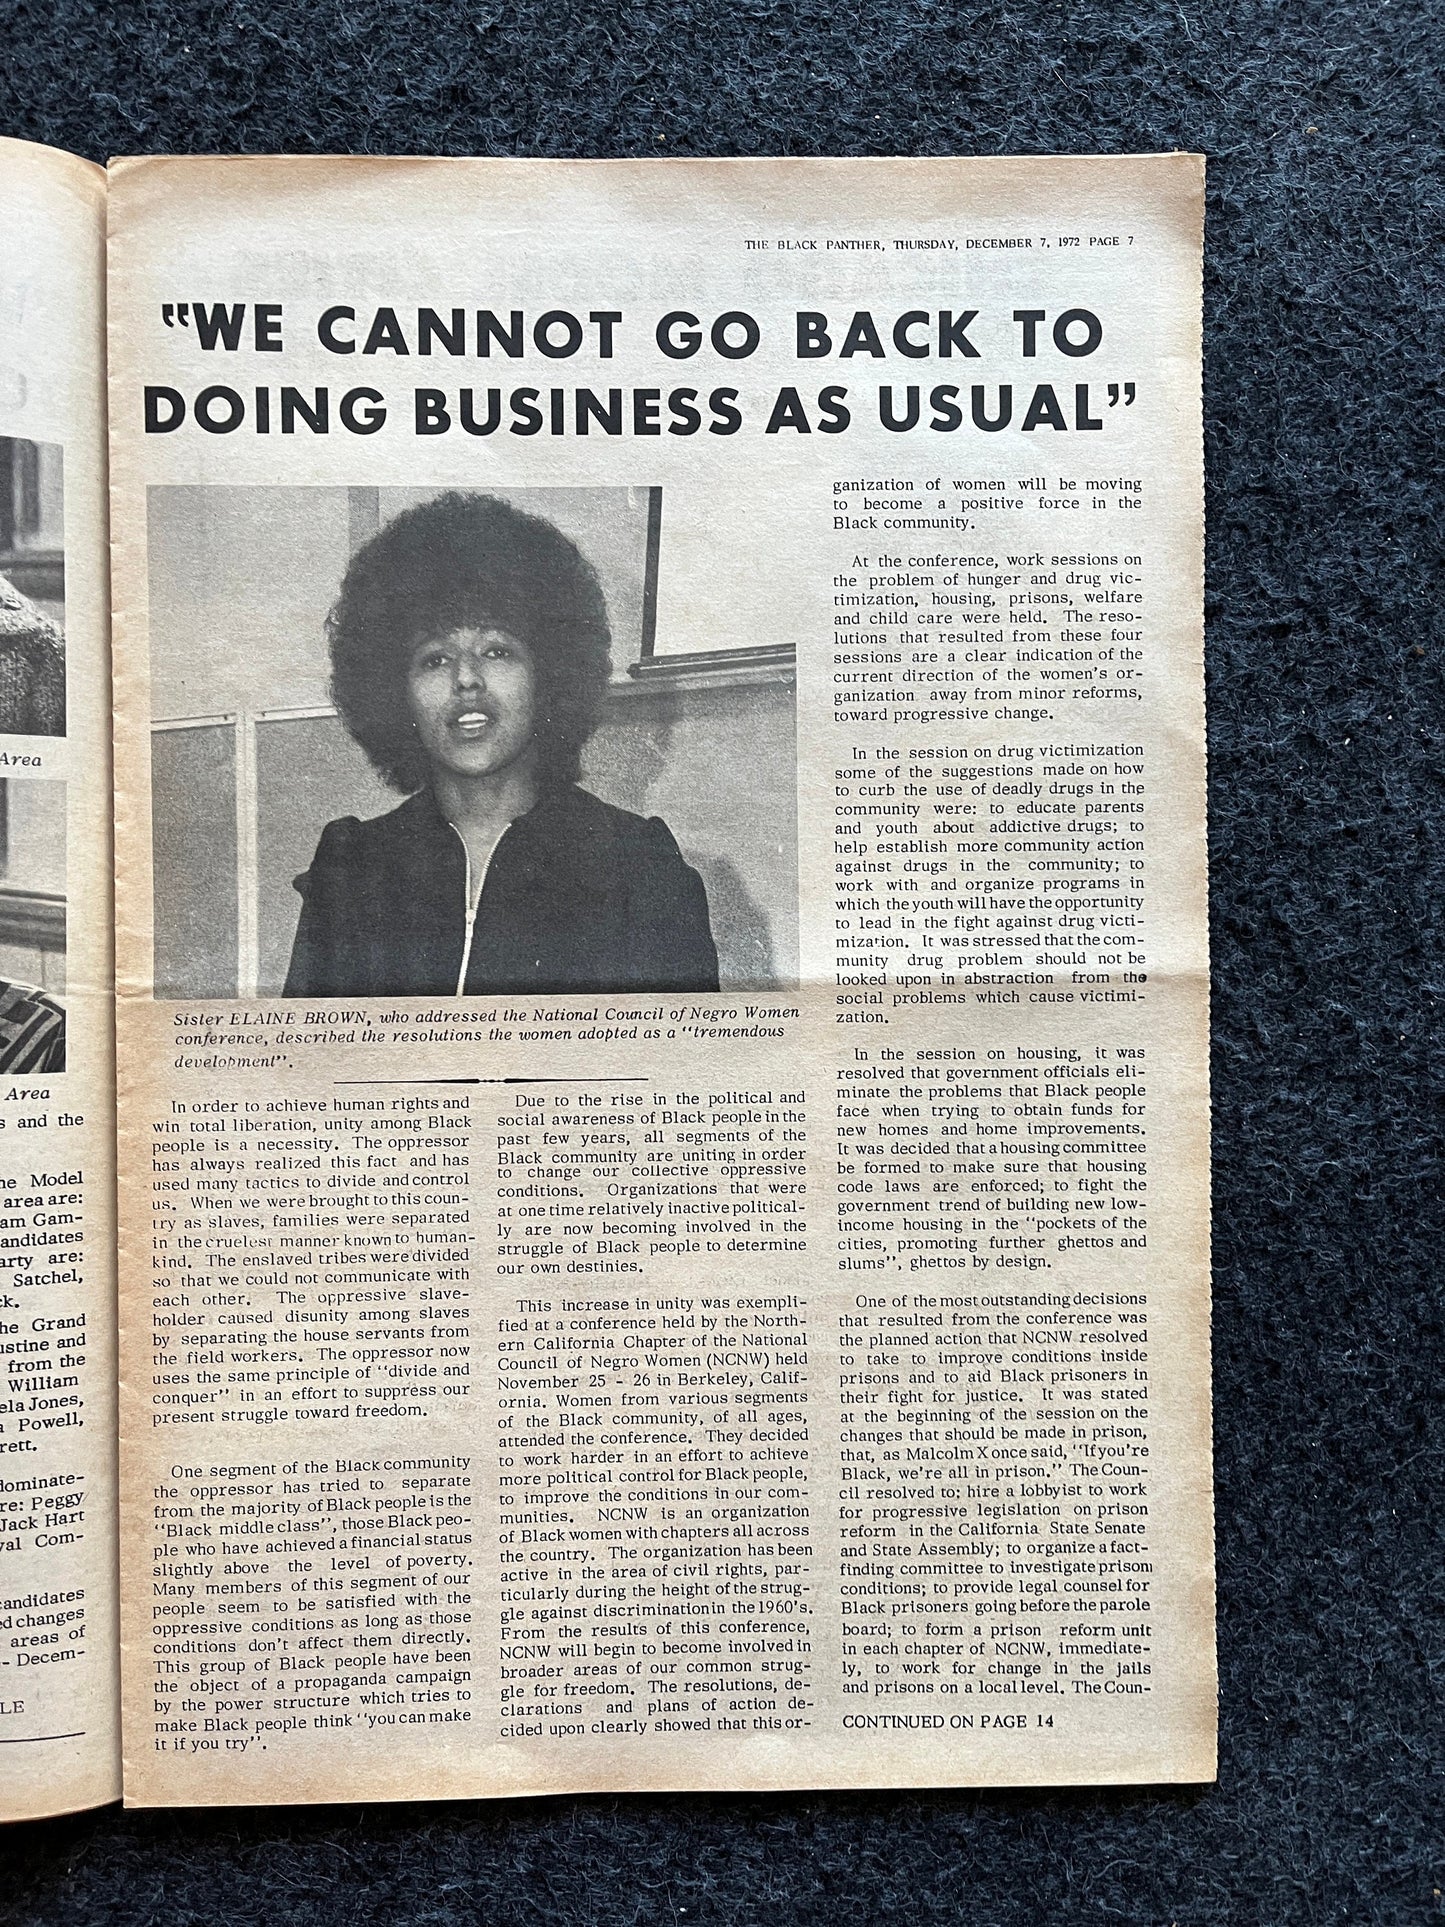 Area
Area
s and the
he Model
area are:
am Gam-
andidates
arty are:
Satchel,
ck.
he Grand
ustine and
from the
William
ela Jones,
a Powell,
rett.
dominate-
re: Peggy
Jack Hart
val Com-
candidates
ed changes
areas of
- Decem-
LE
THE BLACK PANTHER, THURSDAY, DECEMBER 7, 1972 PAGE 7
"WE CANNOT GO BACK TO
DOING BUSINESS AS USUAL"
Sister ELAINE BROWN, who addressed the National Council of Negro Women
conference, described the resolutions the women adopted as a "tremendous
development".
In order to achieve human rights and
win total liberation, unity among Black
people is a necessity. The oppressor
has always realized this fact and has
used many tactics to divide and control
us. When we were brought to this coun-
try as slaves, families were separated
in the cruelest manner known to human-
kind. The enslaved tribes were divided
so that we could not communicate with
each other. The oppressive slave-
holder caused disunity among slaves
by separating the house servants from
the field workers. The oppressor now
uses the same principle of "divide and
conquer" in an effort to suppress our
present struggle toward freedom.
One segment of the Black community
the oppressor has tried to separate
from the majority of Black people is the
"Black middle class", those Black peo-
ple who have achieved a financial status
slightly above the level of poverty.
Many members of this segment of our
people seem to be satisfied with the
oppressive conditions as long as those
conditions don't affect them directly.
This group of Black people have been
the object of a propaganda campaign
by the power structure which tries to
make Black people think "you can make
it if you try".
Due to the rise in the political and
social awareness of Black people in the
past few years, all segments of the
Black community are uniting in order
to change our collective oppressive
conditions. Organizations that were
at one time relatively inactive political-
ly are now becoming involved in the
struggle of Black people to determine
our own destinies.
This increase in unity was exempli-
fied at a conference held by the North-
ern California Chapter of the National
Council of Negro Women (NCNW) held
November 25 - 26 in Berkeley, Calif-
ornia. Women from various segments
of the Black community, of all ages,
attended the conference. They decided
to work harder in an effort to achieve
more political control for Black people,
to improve the conditions in our com-
munities. NCNW is an organization
of Black women with chapters all across
the country. The organization has been
active in the area of civil rights, par-
ticularly during the height of the strug-
gle against discrimination in the 1960's.
From the results of this conference,
NCNW will begin to become involved in
broader areas of our common strug-
gle for freedom. The resolutions, de-
clarations and plans of action de-
cided upon clearly showed that this or-
ganization of women will be moving
to become a positive force in the
Black community.
At the conference, work sessions on
the problem of hunger and drug vic-
timization, housing, prisons, welfare
and child care were held. The reso-
lutions that resulted from these four
sessions are a clear indication of the
current direction of the women's or-
ganization away from minor reforms,
toward progressive change.
In the session on drug victimization
some of the suggestions made on how
to curb the use of deadly drugs in the
community were: to educate parents
and youth about addictive drugs; to
help establish more community action
against drugs in the community; to
work with and organize programs in
which the youth will have the opportunity
to lead in the fight against drug victi-
mization. It was stressed that the com-
munity drug problem should not be
looked upon in abstraction from the
social problems which cause victimi-
zation.
In the session on housing, it was
resolved that government officials eli-
minate the problems that Black people
face when trying to obtain funds for
new homes and home improvements.
It was decided that a housing committee
be formed to make sure that housing
code laws are enforced; to fight the
government trend of building new low-
income housing in the "pockets of the
cities, promoting further ghettos and
slums", ghettos by design.
One of the most outstanding decisions
that resulted from the conference was
the planned action that NCNW resolved
to take to improve conditions inside
prisons and to aid Black prisoners in
their fight for justice. It was stated
at the beginning of the session on the
changes that should be made in prison,
that, as Malcolm X once said, "If you're
Black, we're all in prison." The Coun-
cil resolved to: hire a lobbyist to work
for progressive legislation on prison
reform in the California State Senate
and State Assembly; to organize a fact-
finding committee to investigate prison
conditions; to provide legal counsel for
Black prisoners going before the parole
board; to form a prison reform unit
in each chapter of NCNW, immediate-
ly, to work for change in the jails
and prisons on a local level. The Coun-
CONTINUED ON PAGE 14